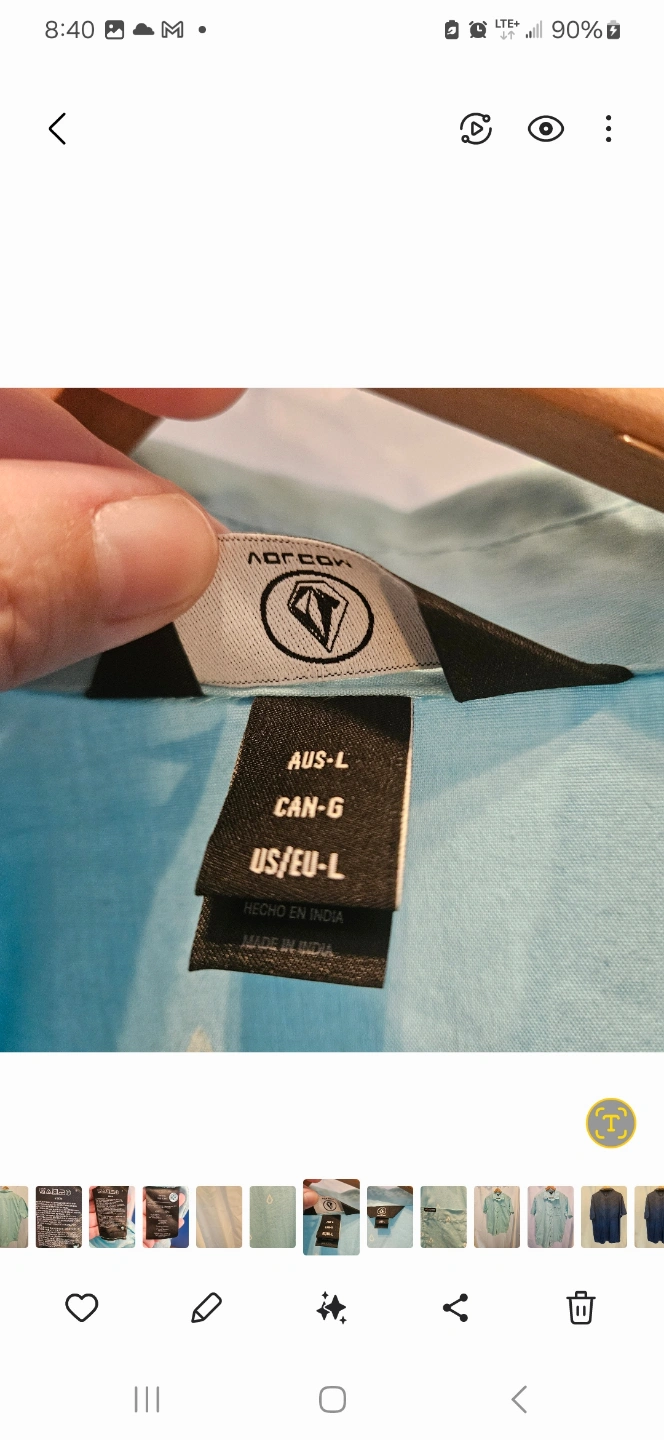 8:40
LTE+
90%
VOLCOM
AUS-L
CAN-G
US/EU-L
HECHO EN INDIA
MADE IN INDIA
T